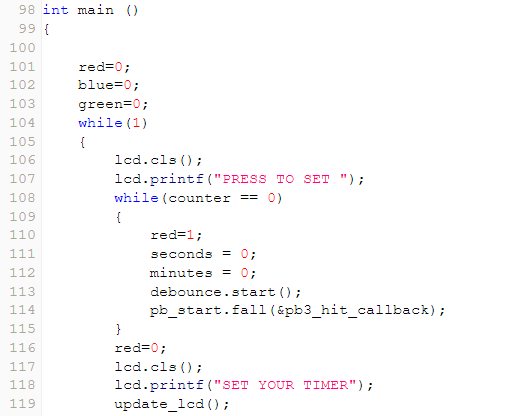 98 int main ()
99 {
100
101     red=0;
102     blue=0;
103     green=0;
104     while(1)
105     {
106         lcd.cls();
107         lcd.printf("PRESS TO SET ");
108         while(counter == 0)
109         {
110             red=1;
111             seconds = 0;
112             minutes = 0;
113             debounce.start();
114             pb_start.fall(&pb3_hit_callback);
115         }
116         red=0;
117         lcd.cls();
118         lcd.printf("SET YOUR TIMER");
119         update_lcd();